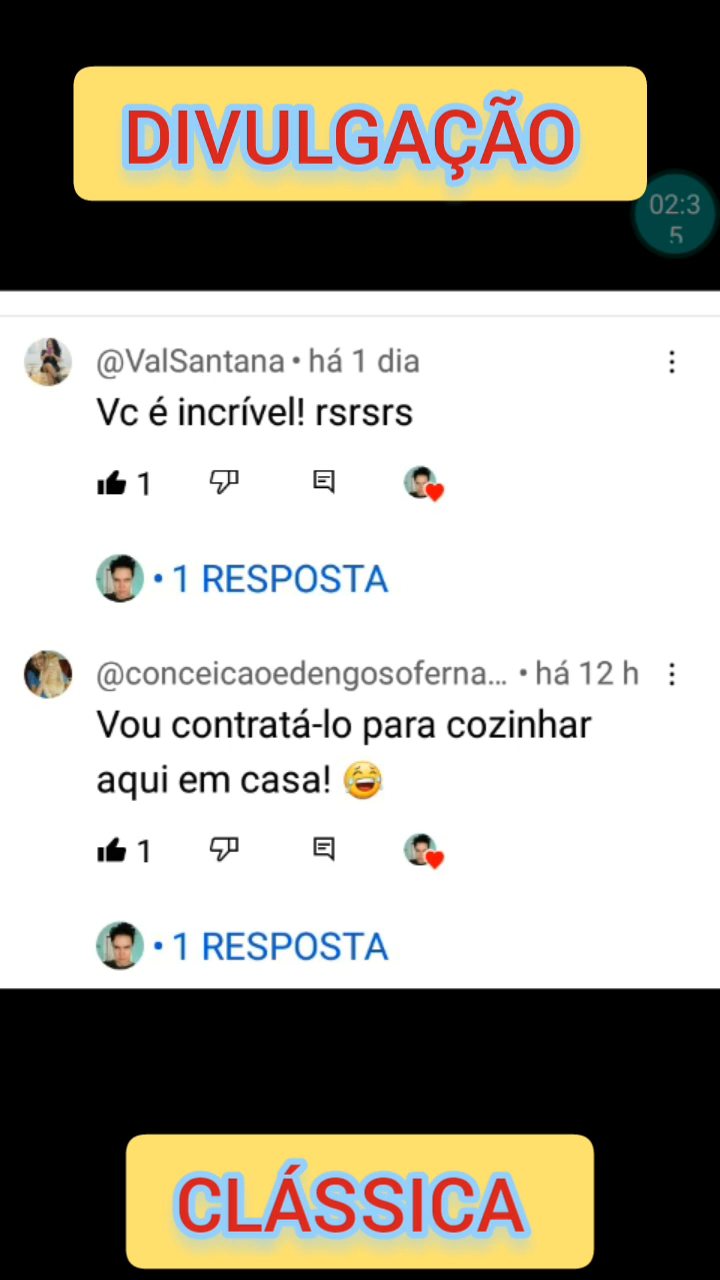 DIVULGAÇÃO
02:3
5
@ValSantana • há 1 dia
Vc é incrível! rsrsrs
1
• 1 RESPOSTA
@conceicaoedengosoferna... • há 12 h
Vou contratá-lo para cozinhar
aqui em casa! 😂
1
• 1 RESPOSTA
CLÁSSICA